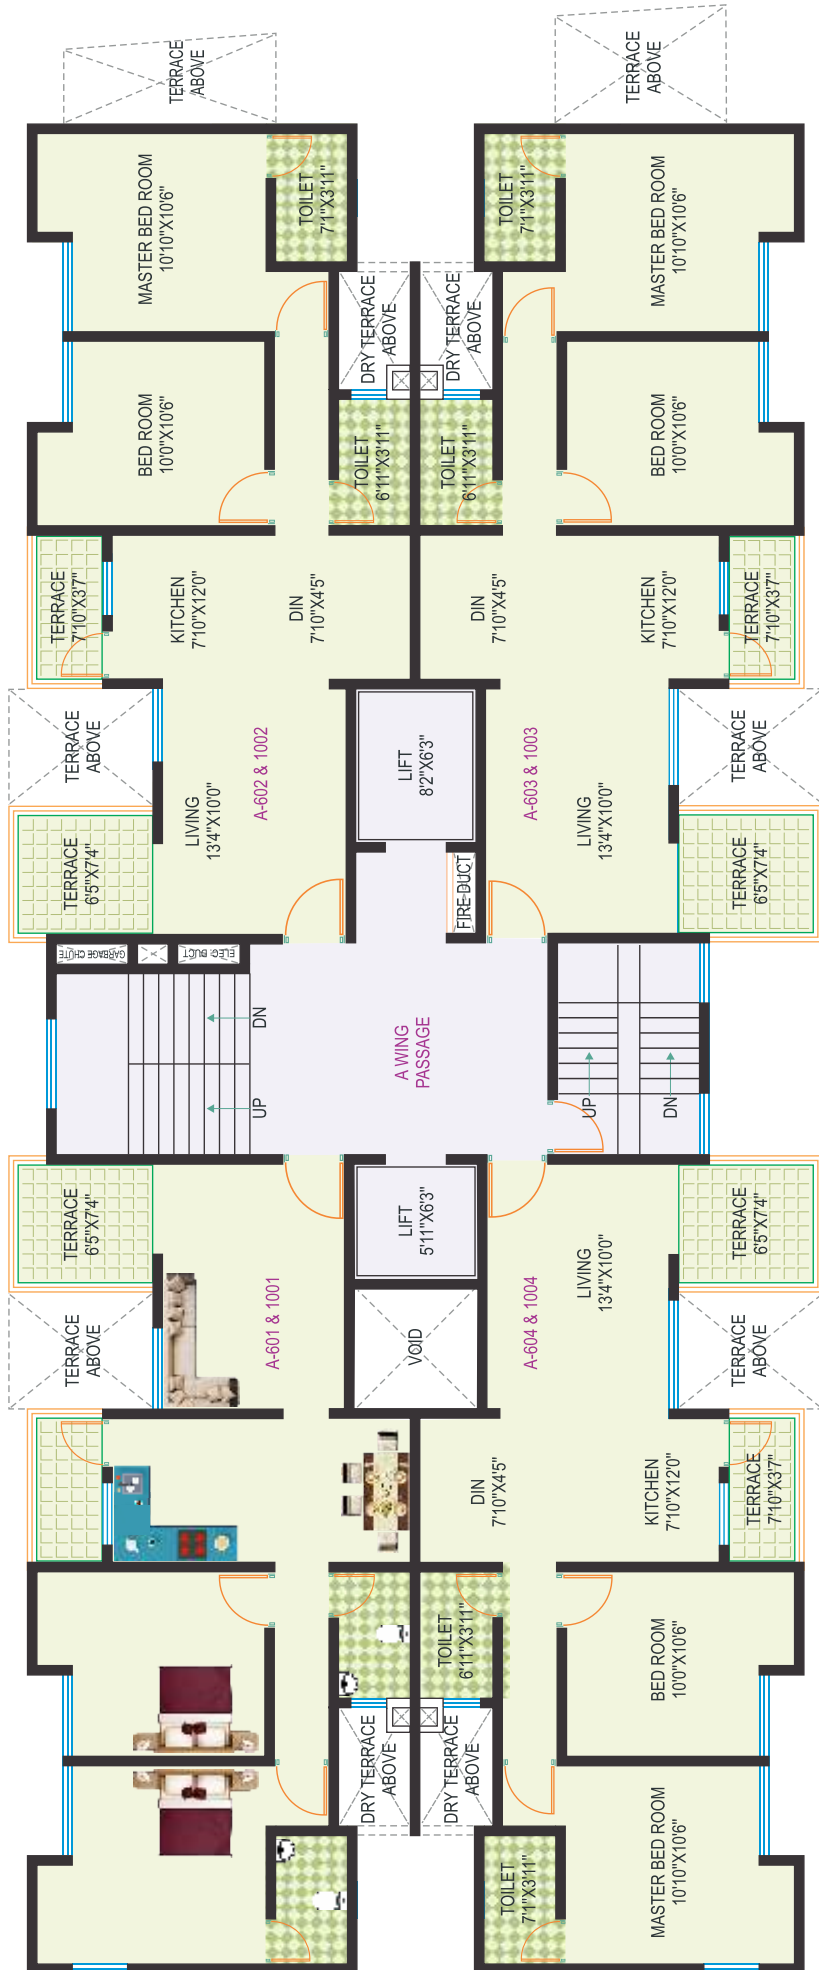 TERRACE
ABOVE
TERRACE
ABOVE
MASTER BED ROOM
10'10"X10'6"
TOILET
7'1"X3'11"
TOILET
7'1"X3'11"
MASTER BED ROOM
10'10"X10'6"
DRY TERRACE
ABOVE
DRY TERRACE
ABOVE
BED ROOM
10'0"X10'6"
TOILET
6'11"X3'11"
TOILET
6'11"X3'11"
BED ROOM
10'0"X10'6"
TERRACE
7'10"X3'7"
KITCHEN
7'10"X12'0"
DIN
7'10"X4'5"
DIN
7'10"X4'5"
KITCHEN
7'10"X12'0"
TERRACE
7'10"X3'7"
TERRACE
ABOVE
A-602 & 1002
LIFT
8'2"X6'3"
A-603 & 1003
TERRACE
ABOVE
TERRACE
6'5"X7'4"
LIVING
13'4"X10'0"
FIRE DUCT
LIVING
13'4"X10'0"
TERRACE
6'5"X7'4"
GARBAGE CHUTE
ELEC DUCT
DN
UP
A WING
PASSAGE
UP
DN
TERRACE
6'5"X7'4"
LIFT
5'11"X6'3"
LIVING
13'4"X10'0"
TERRACE
6'5"X7'4"
TERRACE
ABOVE
A-601 & 1001
VOID
A-604 & 1004
TERRACE
ABOVE
DIN
7'10"X4'5"
KITCHEN
7'10"X12'0"
TERRACE
7'10"X3'7"
TOILET
6'11"X3'11"
BED ROOM
10'0"X10'6"
DRY TERRACE
ABOVE
DRY TERRACE
ABOVE
TOILET
7'1"X3'11"
MASTER BED ROOM
10'10"X10'6"